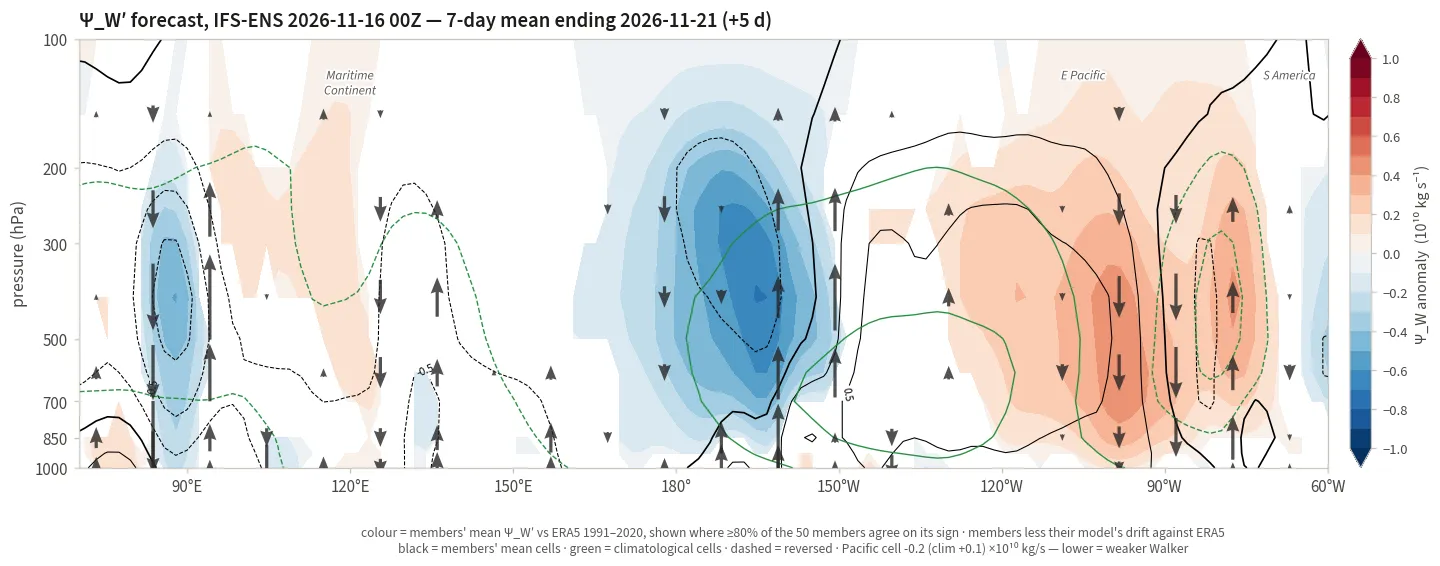 Ψ_W′ forecast, IFS-ENS 2026-11-16 00Z — 7-day mean ending 2026-11-21 (+5 d)
100
200
300
400
500
700
850
1000
pressure (hPa)
Maritime
Continent
E Pacific
S America
0.5
0.5
90°E
120°E
150°E
180°
150°W
120°W
90°W
60°W
1.0
0.8
0.6
0.4
0.2
0.0
−0.2
−0.4
−0.6
−0.8
−1.0
Ψ_W anomaly (10¹⁰ kg s⁻¹)
colour = members' mean Ψ_W′ vs ERA5 1991–2020, shown where ≥80% of the 50 members agree on its sign · members less their model's drift against ERA5
black = members' mean cells · green = climatological cells · dashed = reversed · Pacific cell -0.2 (clim +0.1) ×10¹⁰ kg/s — lower = weaker Walker